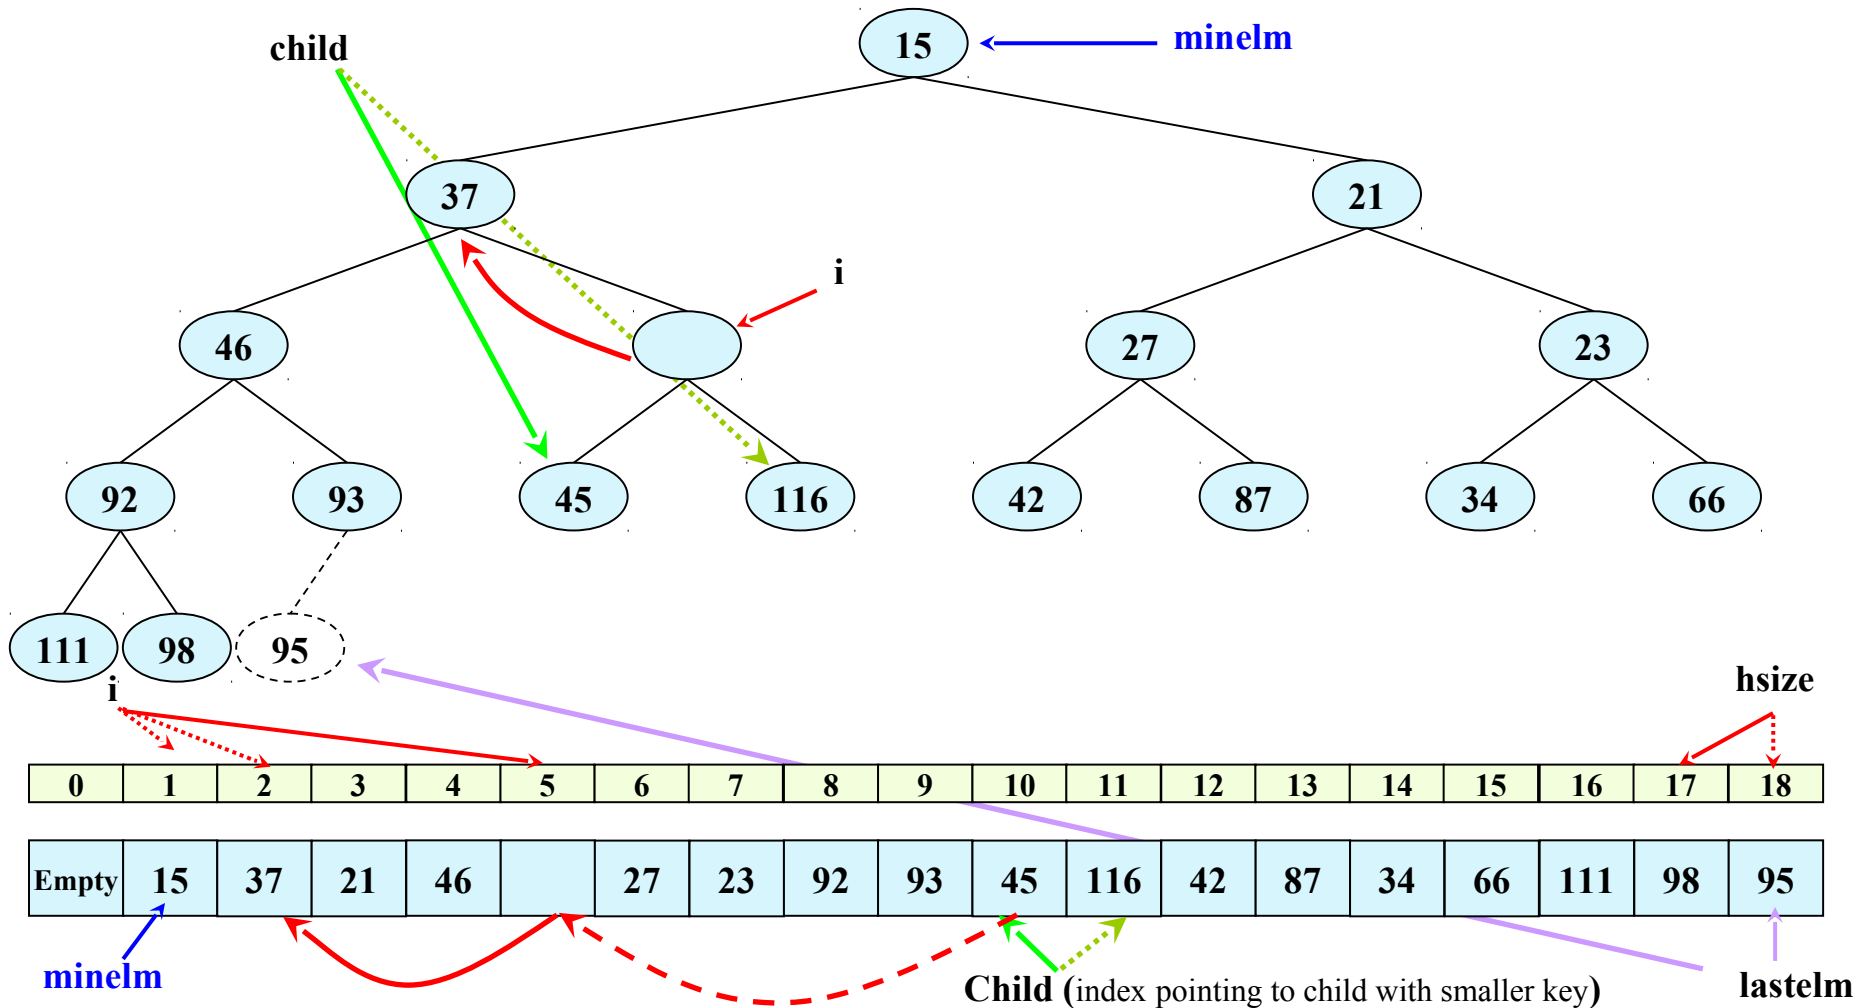 15
minelm
child
37
21
i
46
27
23
92
93
45
116
42
87
34
66
111
98
95
i
hsize
0 1 2 3 4 5 6 7 8 9 10 11 12 13 14 15 16 17 18
Empty 15 37 21 46 27 23 92 93 45 116 42 87 34 66 111 98 95
minelm
Child (index pointing to child with smaller key)
lastelm